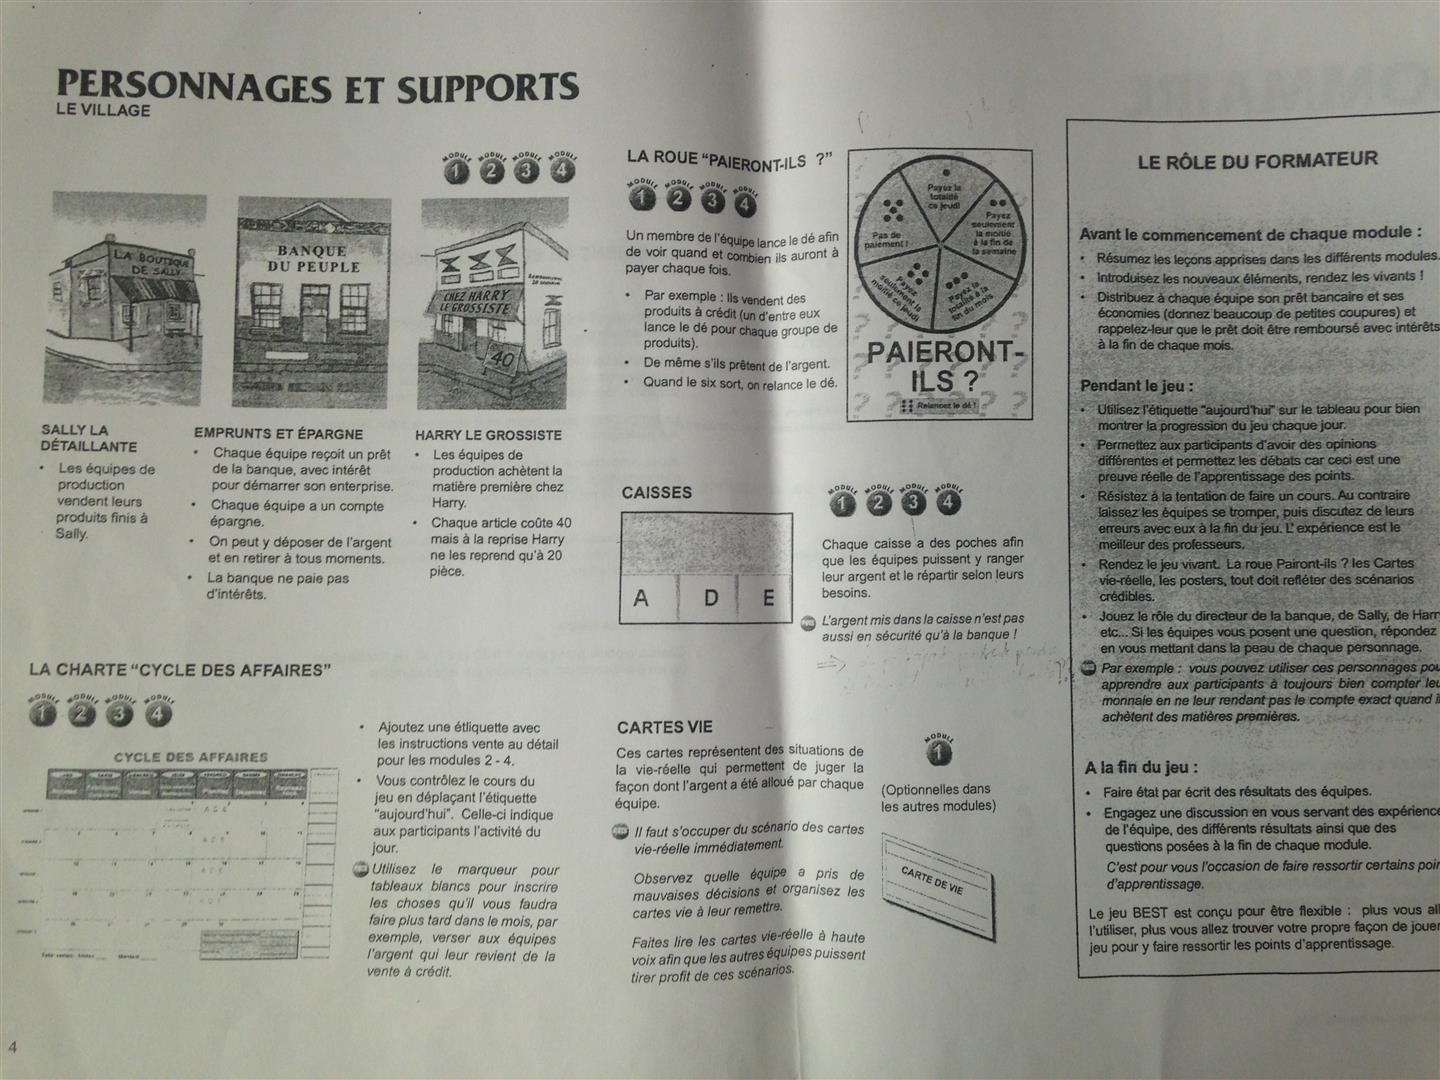 PERSONNAGES ET SUPPORTS
LE VILLAGE
MODULE 1 MODULE 2 MODULE 3 MODULE 4
LA BOUTIQUE
DE SALLY
BANQUE
DU PEUPLE
CHEZ HARRY
LE GROSSISTE
40
SALLY LA
DÉTAILLANTE
• Les équipes de
production
vendent leurs
produits finis à
Sally.
EMPRUNTS ET ÉPARGNE
• Chaque équipe reçoit un prêt
de la banque, avec intérêt
pour démarrer son enterprise.
• Chaque équipe a un compte
épargne.
• On peut y déposer de l'argent
et en retirer à tous moments.
• La banque ne paie pas
d'intérêts.
HARRY LE GROSSISTE
• Les équipes de
production achètent la
matière première chez
Harry.
• Chaque article coûte 40
mais à la reprise Harry
ne les reprend qu'à 20
pièce.
LA CHARTE "CYCLE DES AFFAIRES"
MODULE 1 MODULE 2 MODULE 3 MODULE 4
CYCLE DES AFFAIRES
• Ajoutez une étliquette avec
les instructions vente au détail
pour les modules 2 - 4.
• Vous contrôlez le cours du
jeu en déplaçant l'étiquette
"aujourd'hui". Celle-ci indique
aux participants l'activité du
jour.
Utilisez le marqueur pour
tableaux blancs pour inscrire
les choses qu'il vous faudra
faire plus tard dans le mois, par
exemple, verser aux équipes
l'argent qui leur revient de la
vente à crédit.
4
LA ROUE "PAIERONT-ILS ?"
MODULE 1 MODULE 2 MODULE 3 MODULE 4
Un membre de l'équipe lance le dé afin
de voir quand et combien ils auront à
payer chaque fois.
• Par exemple : Ils vendent des
produits à crédit (un d'entre eux
lance le dé pour chaque groupe de
produits).
• De même s'ils prêtent de l'argent.
• Quand le six sort, on relance le dé.
Payez la
totalité
ce jeudi
Payez
seulement
la moitié
à la fin de
la semaine
Payez la
totalité à la
fin du mois
Payez
seulement la
moitié ce jeudi
Pas de
paiement !
PAIERONT-
ILS ?
Relancez le dé !
CAISSES
A D E
MODULE 1 MODULE 2 MODULE 3 MODULE 4
Chaque caisse a des poches afin
que les équipes puissent y ranger
leur argent et le répartir selon leurs
besoins.
L'argent mis dans la caisse n'est pas
aussi en sécurité qu'à la banque !
CARTES VIE
Ces cartes représentent des situations de
la vie-réelle qui permettent de juger la
façon dont l'argent a été alloué par chaque
équipe.
Il faut s'occuper du scénario des cartes
vie-réelle immédiatement.
Observez quelle équipe a pris de
mauvaises décisions et organisez les
cartes vie à leur remettre.
Faites lire les cartes vie-réelle à haute
voix afin que les autres équipes puissent
tirer profit de ces scénarios.
MODULE 1
(Optionnelles dans
les autres modules)
CARTE DE VIE
LE RÔLE DU FORMATEUR
Avant le commencement de chaque module :
• Résumez les leçons apprises dans les différents modules.
• Introduisez les nouveaux éléments, rendez les vivants !
• Distribuez à chaque équipe son prêt bancaire et ses
économies (donnez beaucoup de petites coupures) et
rappelez-leur que le prêt doit être remboursé avec intérêts
à la fin de chaque mois.
Pendant le jeu :
• Utilisez l'étiquette "aujourd'hui" sur le tableau pour bien
montrer la progression du jeu chaque jour.
• Permettez aux participants d'avoir des opinions
différentes et permettez les débats car ceci est une
preuve réelle de l'apprentissage des points.
• Résistez à la tentation de faire un cours. Au contraire
laissez les équipes se tromper, puis discutez de leurs
erreurs avec eux à la fin du jeu. L'expérience est le
meilleur des professeurs.
• Rendez le jeu vivant. La roue Pairont-ils ? les Cartes
vie-réelle, les posters, tout doit refléter des scénarios
crédibles.
• Jouez le rôle du directeur de la banque, de Sally, de Harr
etc... Si les équipes vous posent une question, répondez
en vous mettant dans la peau de chaque personnage.
Par exemple : vous pouvez utiliser ces personnages pou
apprendre aux participants à toujours bien compter leu
monnaie en ne leur rendant pas le compte exact quand i
achètent des matières premières.
A la fin du jeu :
• Faire état par écrit des résultats des équipes.
• Engagez une discussion en vous servant des expérience
de l'équipe, des différents résultats ainsi que des
questions posées à la fin de chaque module.
C'est pour vous l'occasion de faire ressortir certains poin
d'apprentissage.
Le jeu BEST est conçu pour être flexible : plus vous all
l'utiliser, plus vous allez trouver votre propre façon de jouer
jeu pour y faire ressortir les points d'apprentissage.